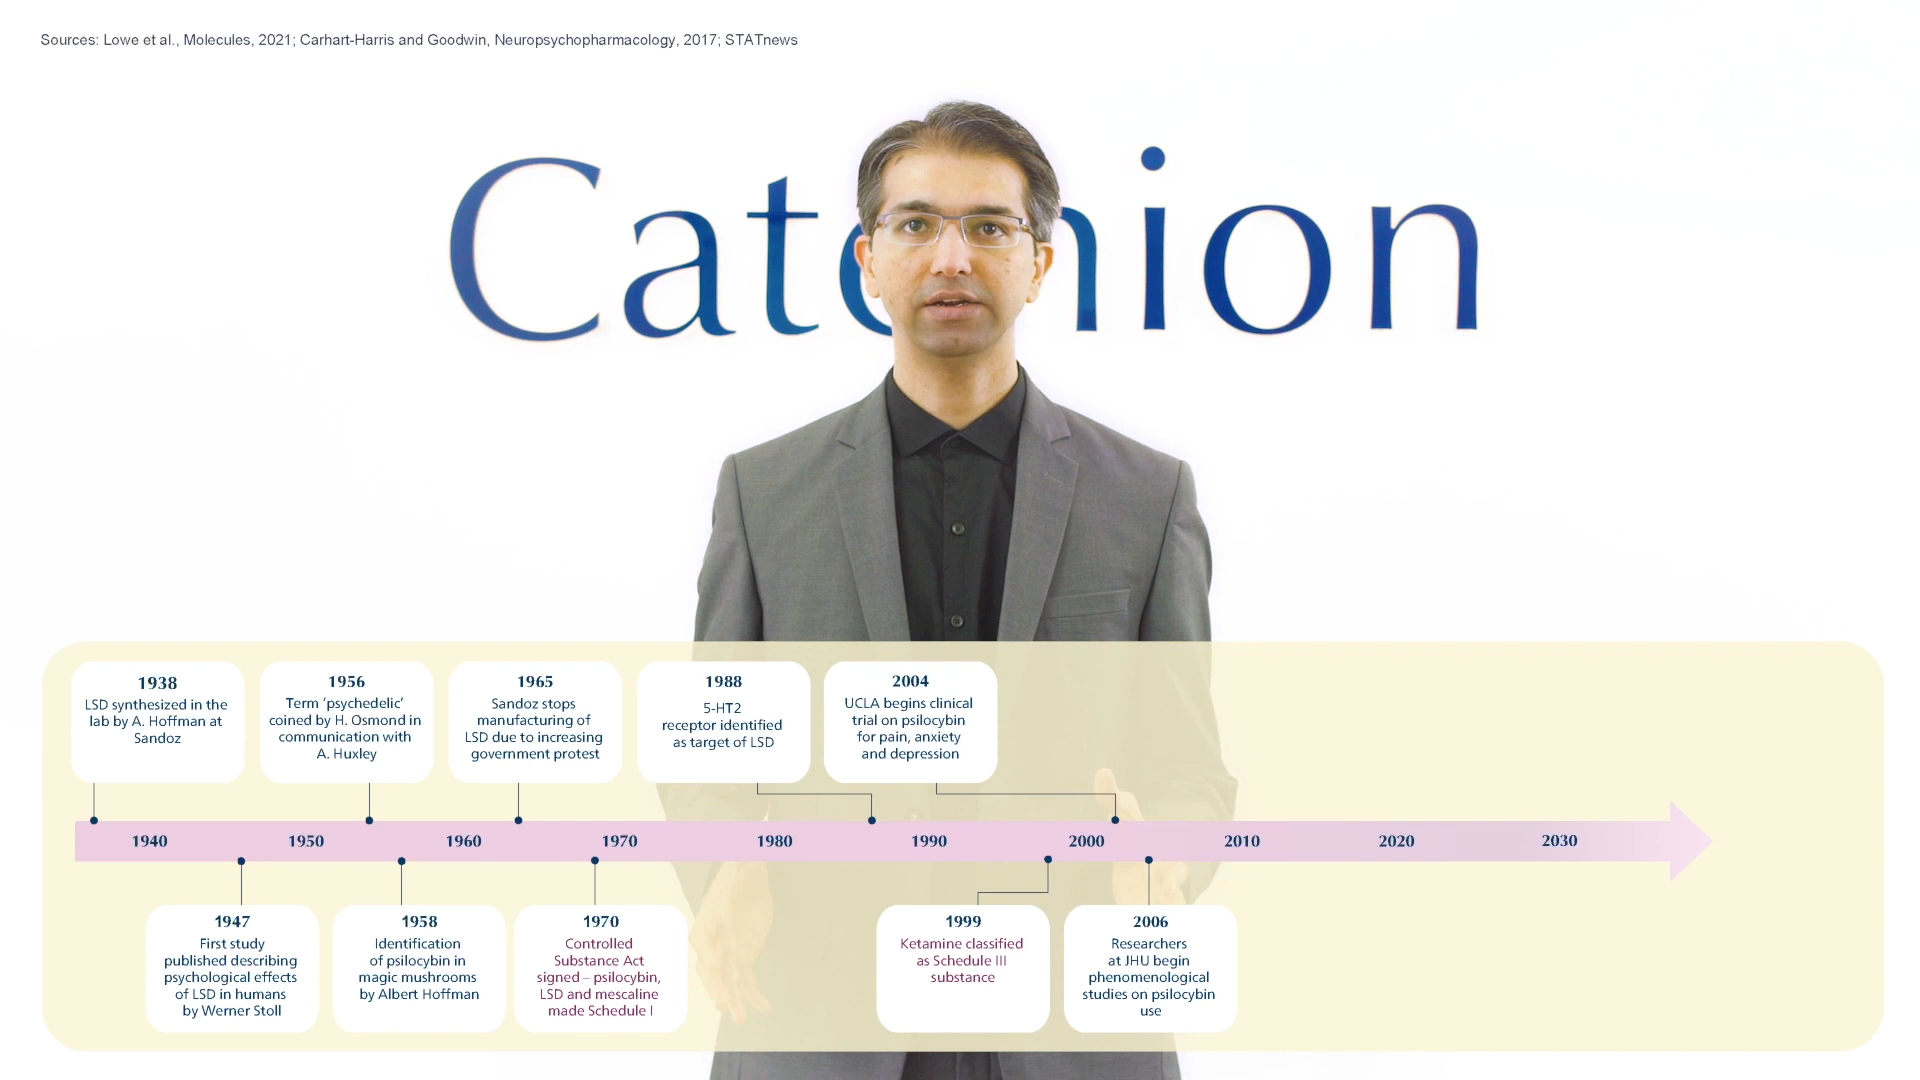 Sources: Lowe et al., Molecules, 2021; Carhart-Harris and Goodwin, Neuropsychopharmacology, 2017; STATnews
Catenion
1938
LSD synthesized in the
lab by A. Hoffman at
Sandoz
1956
Term ‘psychedelic’
coined by H. Osmond in
communication with
A. Huxley
1965
Sandoz stops
manufacturing of
LSD due to increasing
government protest
1988
5-HT2
receptor identified
as target of LSD
2004
UCLA begins clinical
trial on psilocybin
for pain, anxiety
and depression
1940 1950 1960 1970 1980 1990 2000 2010 2020 2030
1947
First study
published describing
psychological effects
of LSD in humans
by Werner Stoll
1958
Identification
of psilocybin in
magic mushrooms
by Albert Hoffman
1970
Controlled
Substance Act
signed – psilocybin,
LSD and mescaline
made Schedule I
1999
Ketamine classified
as Schedule III
substance
2006
Researchers
at JHU begin
phenomenological
studies on psilocybin
use